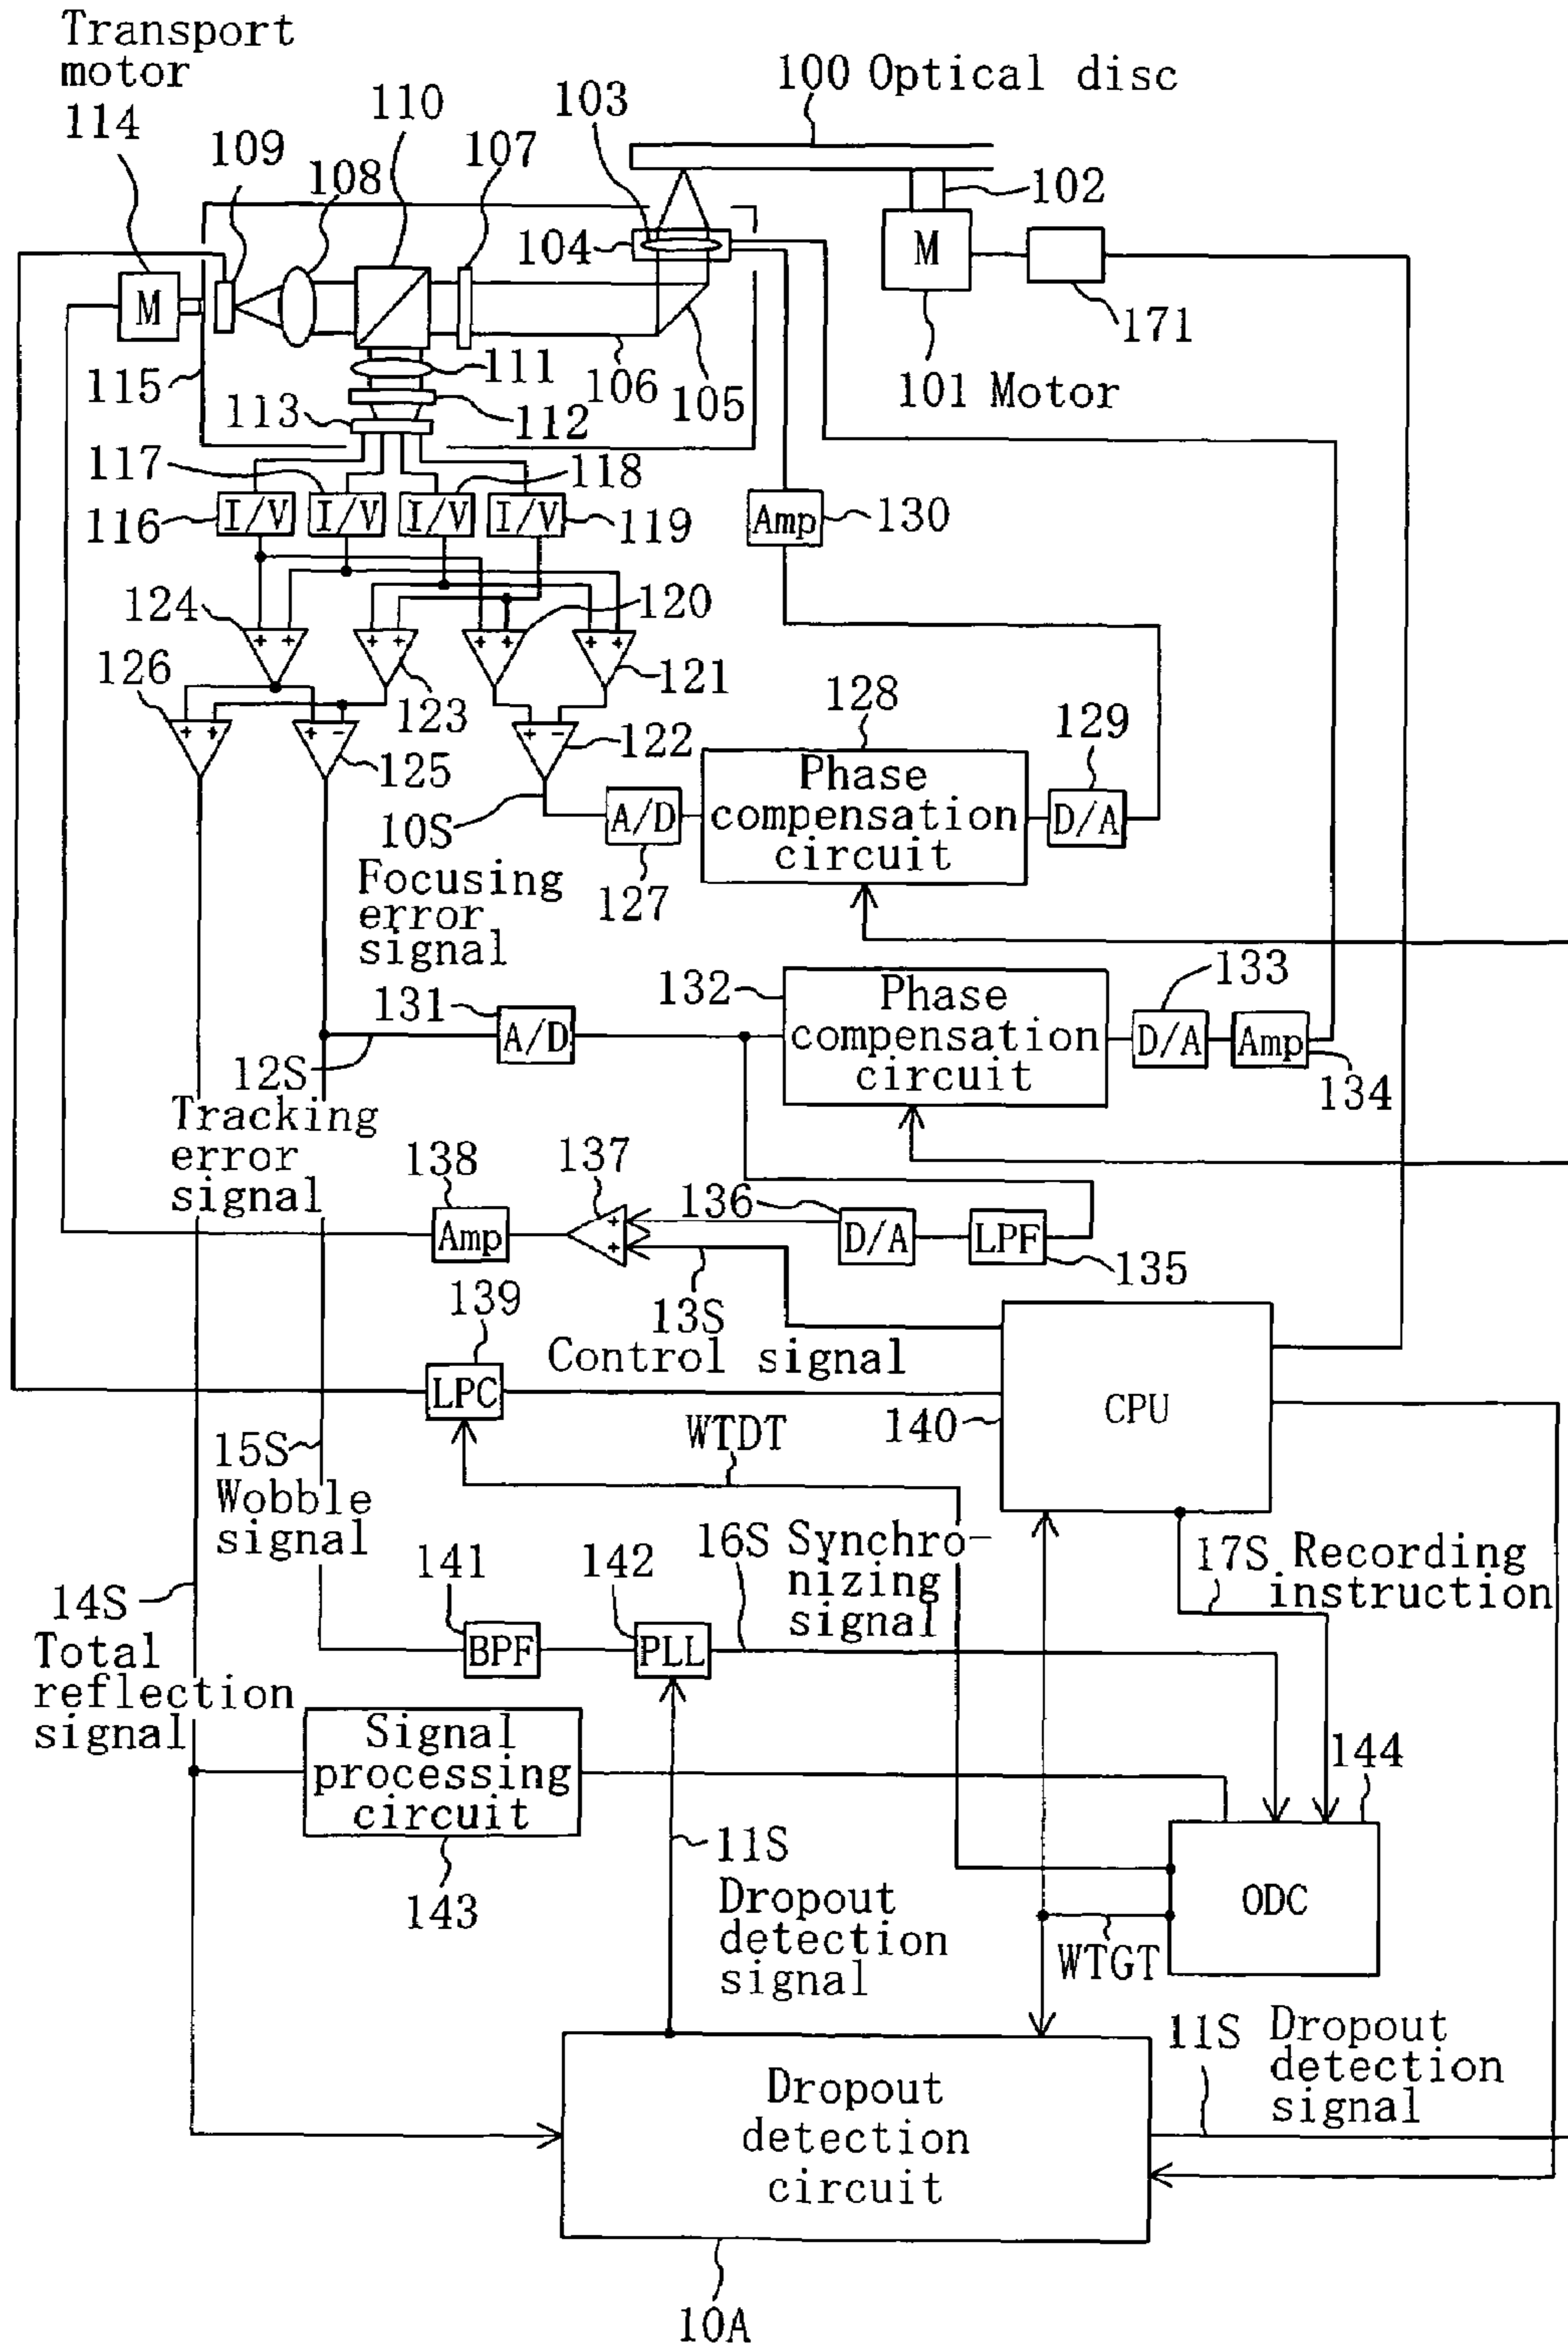 Transport
motor
114
109
108
110
107
103
100 Optical disc
102
104
M
M
171
115
113
111
112
106
105
101 Motor
117
118
116
I/V
I/V
I/V
I/V
119
Amp
130
124
120
+ +
+ +
+ +
+ +
126
123
121
+ +
+ -
+ -
125
122
128
129
10S
A/D
Phase
compensation
circuit
D/A
127
Focusing
error
signal
131
A/D
132
Phase
compensation
circuit
133
D/A
Amp
134
12S
Tracking
error
signal
138
137
136
Amp
+
+
D/A
LPF
135
139
13S
Control signal
LPC
CPU
140
WTDT
15S
Wobble
signal
16S Synchro-
nizing
signal
17S Recording
instruction
141
142
14S
BPF
PLL
Total
reflection
signal
Signal
processing
circuit
143
144
ODC
11S
Dropout
detection
signal
WTGT
11S Dropout
detection
signal
Dropout
detection
circuit
10A